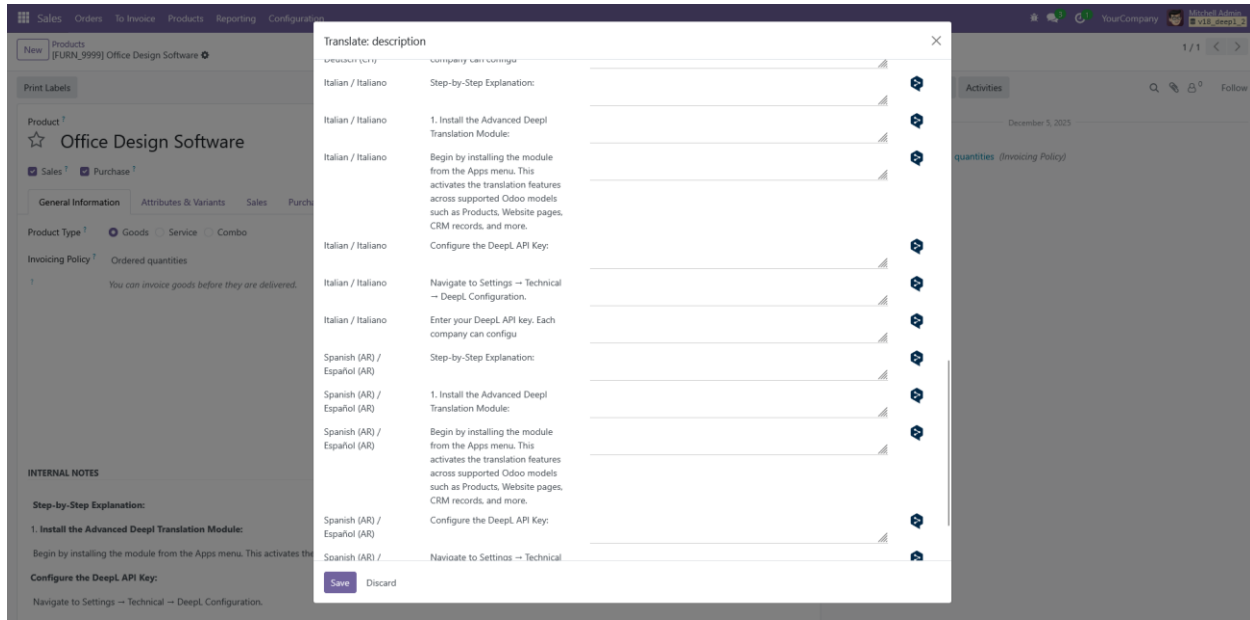 Sales Orders To Invoice Products Reporting Configuration
5 1 YourCompany Mitchell Admin
v18_deepl_2
New Products
[FURN_9999] Office Design Software
1 / 1
Print Labels
Activities
0 Follow
Product ?
Office Design Software
Sales ? Purchase ?
General Information Attributes & Variants Sales Purch
Product Type ? Goods Service Combo
Invoicing Policy ? Ordered quantities
? You can invoice goods before they are delivered.
INTERNAL NOTES
Step-by-Step Explanation:
1. Install the Advanced Deepl Translation Module:
Begin by installing the module from the Apps menu. This activates the
Configure the DeepL API Key:
Navigate to Settings → Technical → DeepL Configuration.
Translate: description
Deutsch (CH) company can configu
Italian / Italiano Step-by-Step Explanation:
Italian / Italiano 1. Install the Advanced Deepl
Translation Module:
Italian / Italiano Begin by installing the module
from the Apps menu. This
activates the translation features
across supported Odoo models
such as Products, Website pages,
CRM records, and more.
Italian / Italiano Configure the DeepL API Key:
Italian / Italiano Navigate to Settings → Technical
→ DeepL Configuration.
Italian / Italiano Enter your DeepL API key. Each
company can configu
Spanish (AR) / Step-by-Step Explanation:
Español (AR)
Spanish (AR) / 1. Install the Advanced Deepl
Español (AR) Translation Module:
Spanish (AR) / Begin by installing the module
Español (AR) from the Apps menu. This
activates the translation features
across supported Odoo models
such as Products, Website pages,
CRM records, and more.
Spanish (AR) / Configure the DeepL API Key:
Español (AR)
Spanish (AR) / Navigate to Settings → Technical
Save Discard
December 5, 2025
quantities (Invoicing Policy)